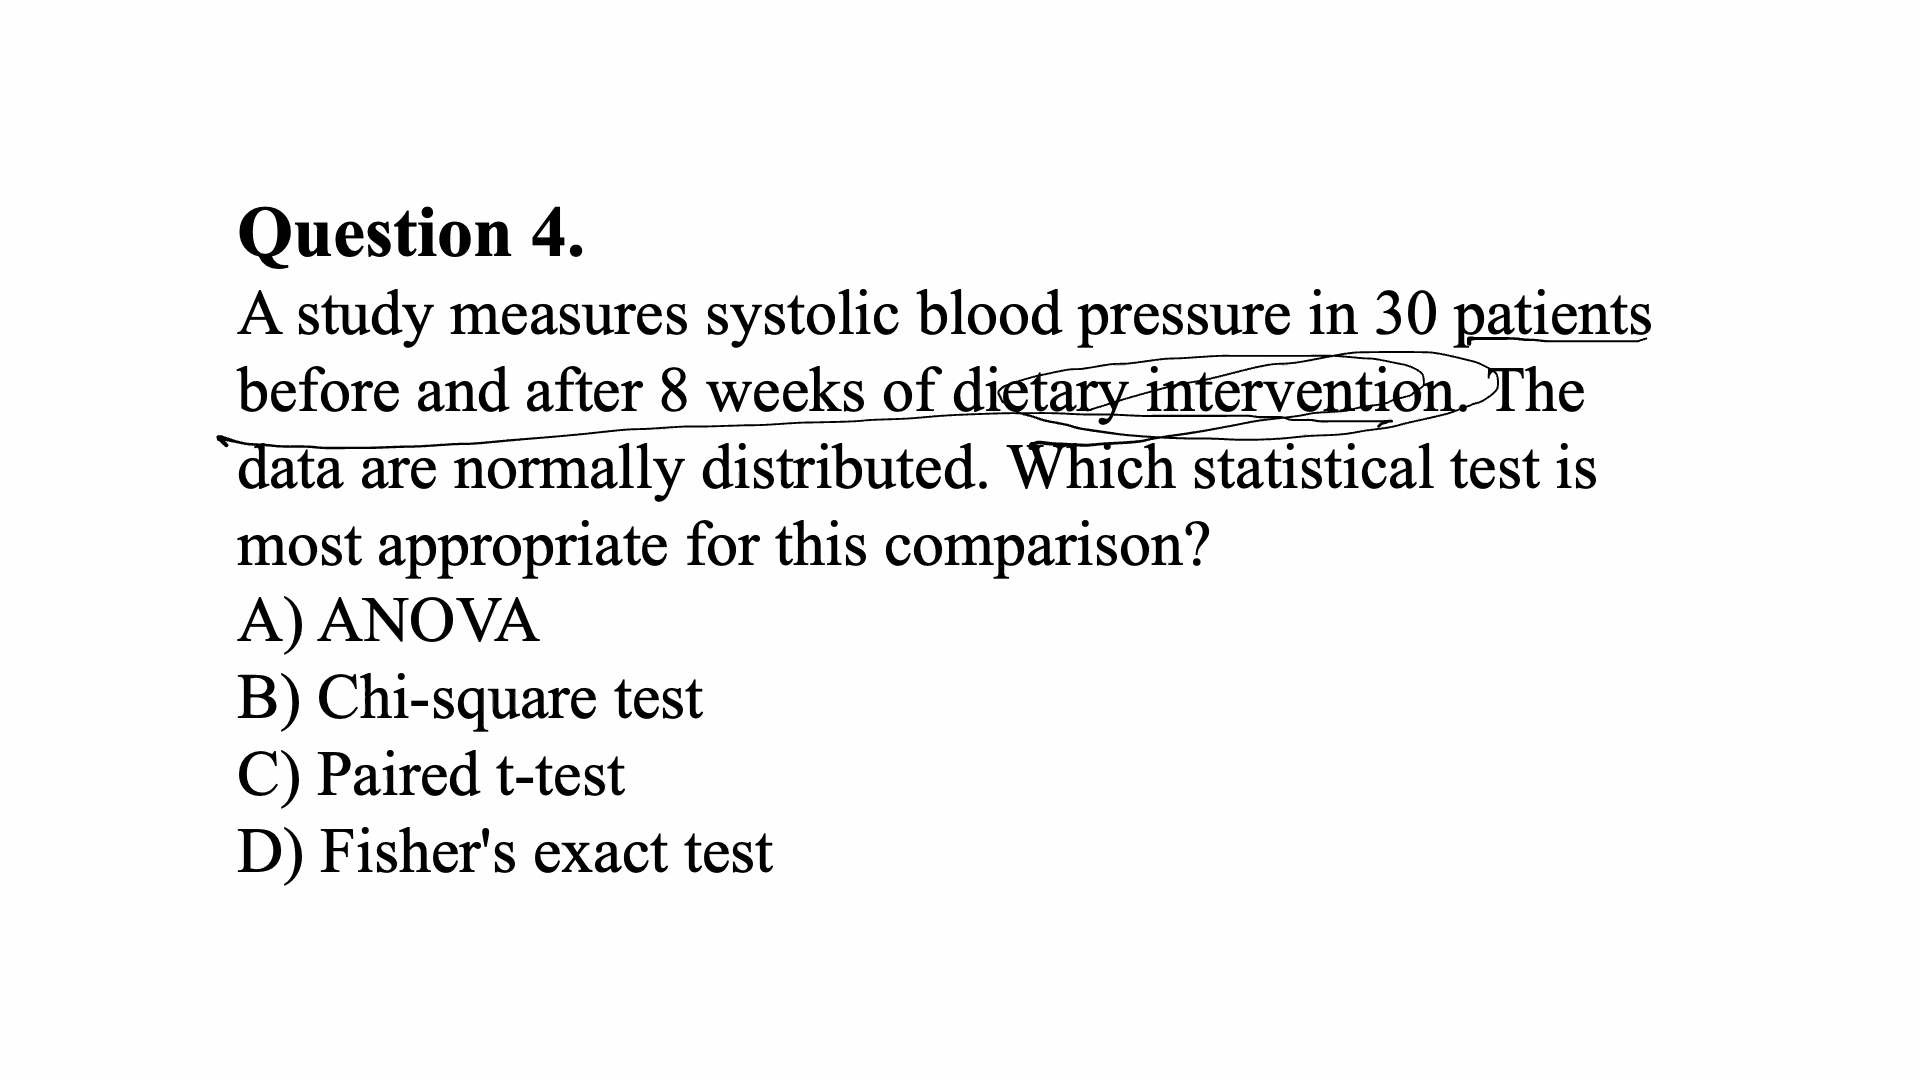 Question 4.
A study measures systolic blood pressure in 30 patients
before and after 8 weeks of dietary intervention. The
data are normally distributed. Which statistical test is
most appropriate for this comparison?
A) ANOVA
B) Chi-square test
C) Paired t-test
D) Fisher's exact test